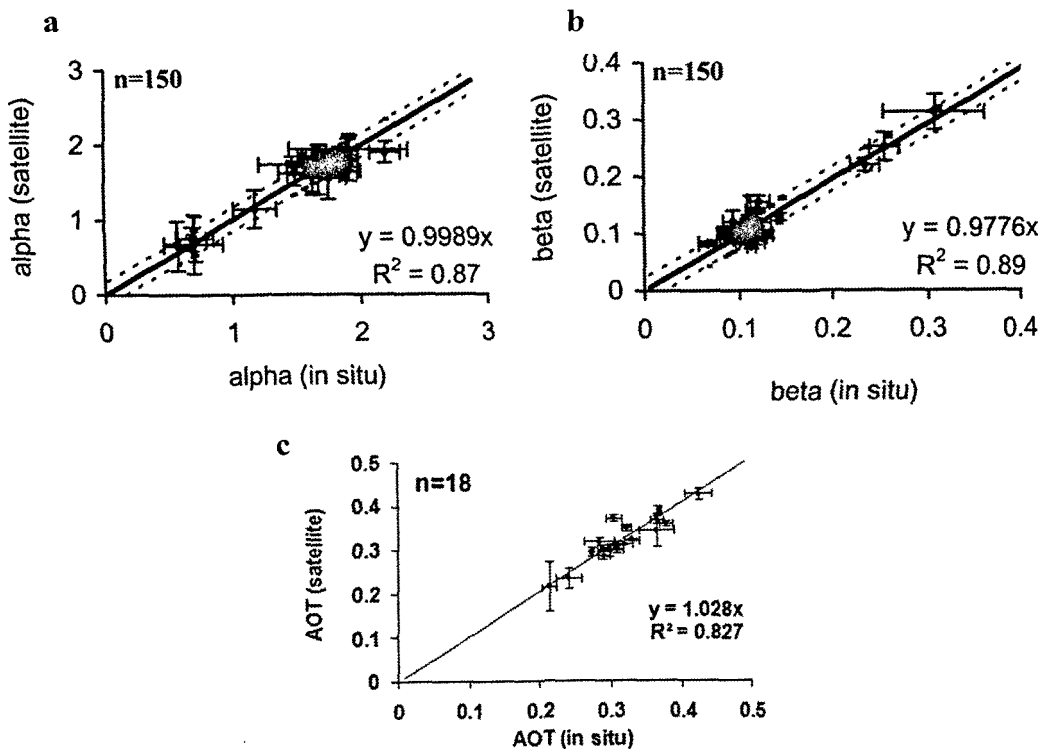 a
n=150
3
2
1
0
alpha (satellite)
y = 0.9989x
R² = 0.87
0 1 2 3
alpha (in situ)
b
n=150
0.4
0.3
0.2
0.1
0
beta (satellite)
y = 0.9776x
R² = 0.89
0 0.1 0.2 0.3 0.4
beta (in situ)
c
n=18
0.5
0.4
0.3
0.2
0.1
0
AOT (satellite)
y = 1.028x
R² = 0.827
0 0.1 0.2 0.3 0.4 0.5
AOT (in situ)